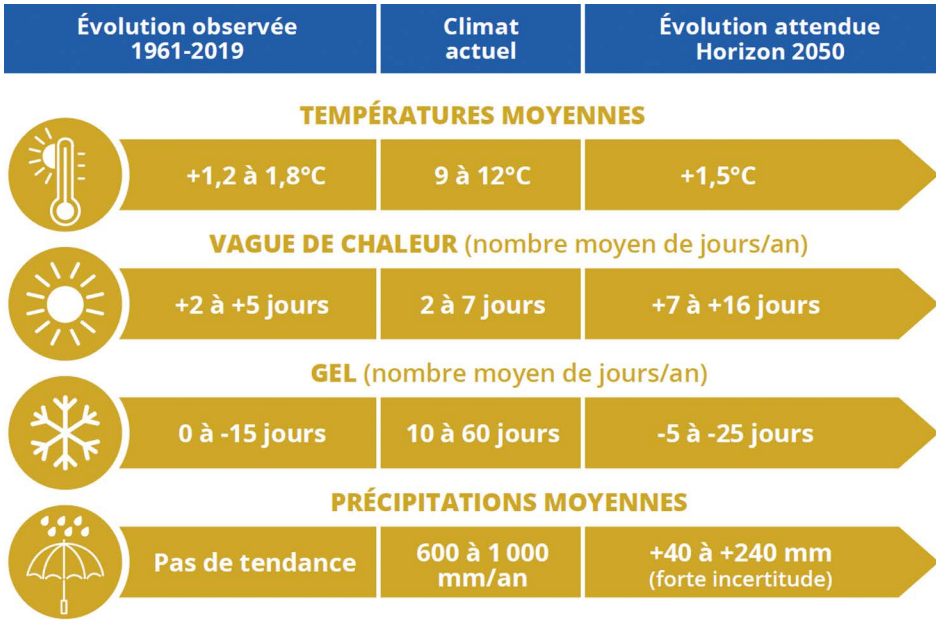 Évolution observée
1961-2019
Climat
actuel
Évolution attendue
Horizon 2050
TEMPÉRATURES MOYENNES
+1,2 à 1,8°C
9 à 12°C
+1,5°C
VAGUE DE CHALEUR (nombre moyen de jours/an)
+2 à +5 jours
2 à 7 jours
+7 à +16 jours
GEL (nombre moyen de jours/an)
0 à -15 jours
10 à 60 jours
-5 à -25 jours
PRÉCIPITATIONS MOYENNES
Pas de tendance
600 à 1 000
mm/an
+40 à +240 mm
(forte incertitude)